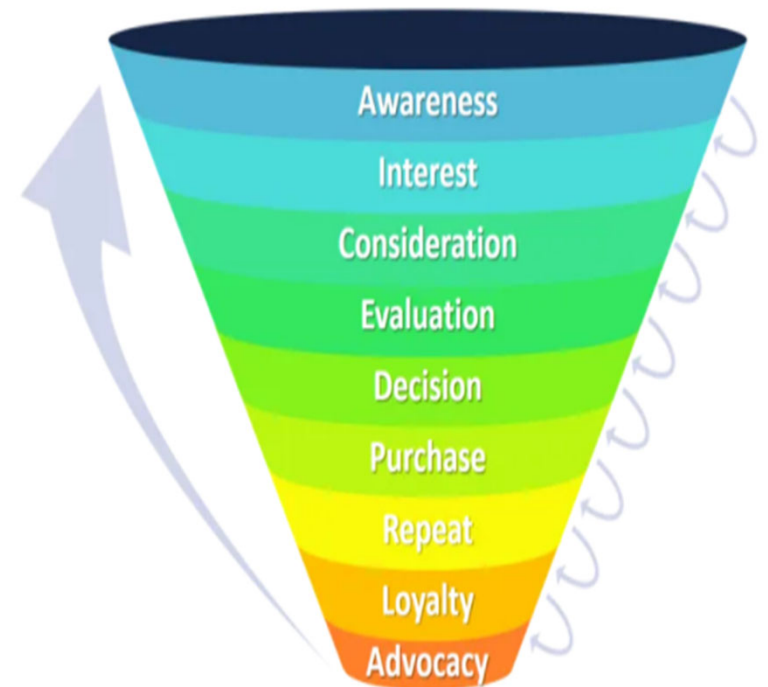 Awareness
Interest
Consideration
Evaluation
Decision
Purchase
Repeat
Loyalty
Advocacy